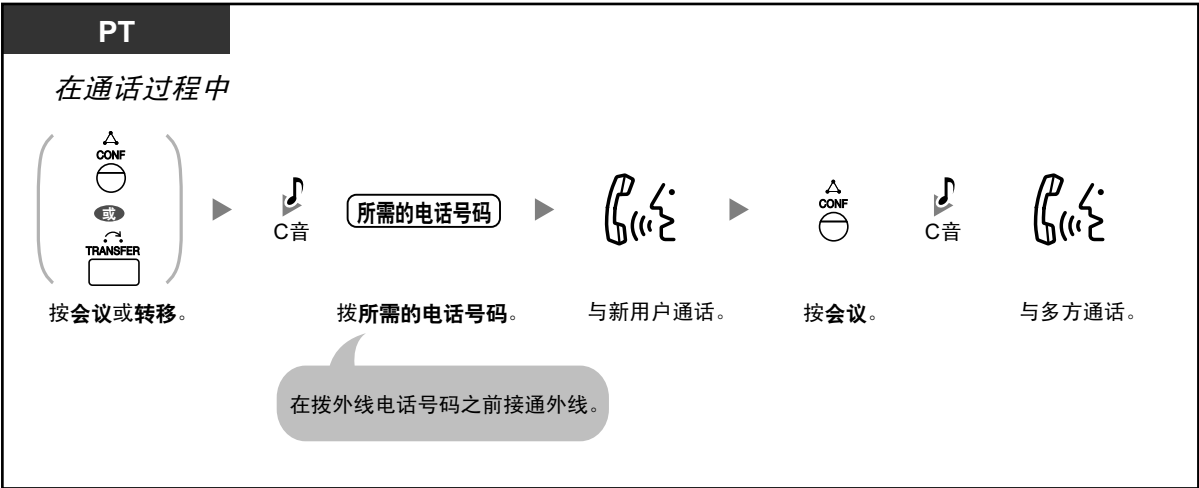 PT
在通话过程中
CONF
或
TRANSFER
C音
所需的电话号码
CONF
C音
按会议或转移。
拨所需的电话号码。
与新用户通话。
按会议。
与多方通话。
在拨外线电话号码之前接通外线。